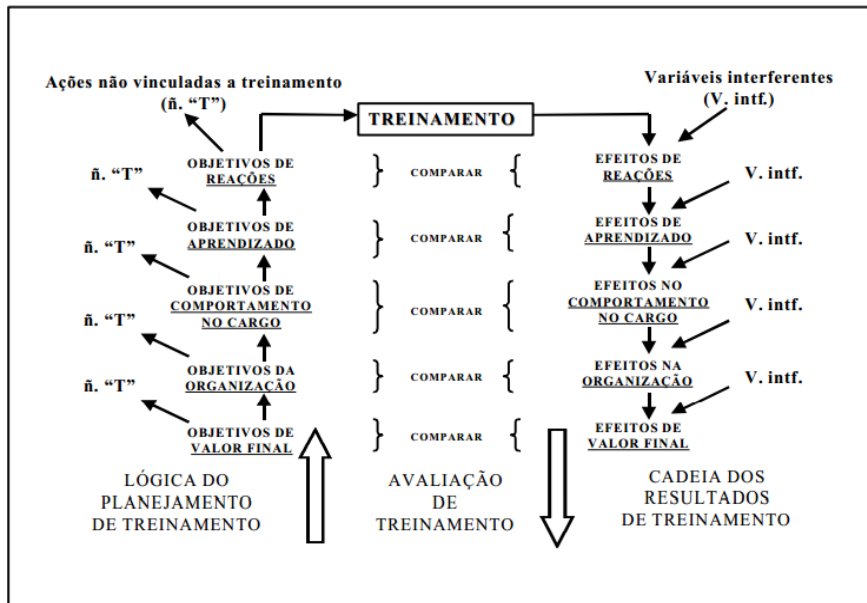 Ações não vinculadas a treinamento
(ñ. “T”)
Variáveis interferentes
(V. intf.)
TREINAMENTO
OBJETIVOS DE
REAÇÕES
COMPARAR
EFEITOS DE
REAÇÕES
ñ. “T”
V. intf.
OBJETIVOS DE
APRENDIZADO
COMPARAR
EFEITOS DE
APRENDIZADO
ñ. “T”
V. intf.
OBJETIVOS DE
COMPORTAMENTO
NO CARGO
COMPARAR
EFEITOS NO
COMPORTAMENTO
NO CARGO
ñ. “T”
V. intf.
OBJETIVOS DA
ORGANIZAÇÃO
COMPARAR
EFEITOS NA
ORGANIZAÇÃO
ñ. “T”
V. intf.
OBJETIVOS DE
VALOR FINAL
COMPARAR
EFEITOS DE
VALOR FINAL
LÓGICA DO
PLANEJAMENTO
DE TREINAMENTO
AVALIAÇÃO
DE
TREINAMENTO
CADEIA DOS
RESULTADOS
DE TREINAMENTO